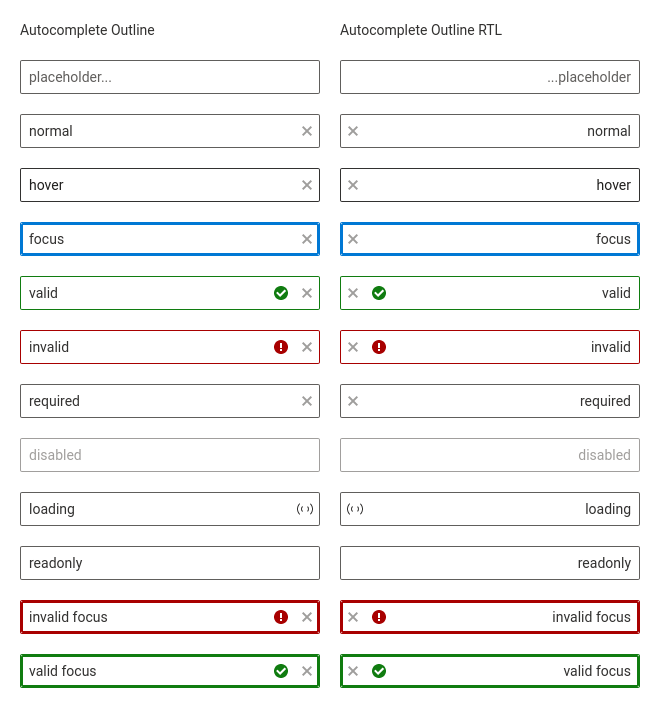 Autocomplete Outline
placeholder...
normal
hover
focus
valid
invalid
required
disabled
loading
readonly
invalid focus
valid focus
Autocomplete Outline RTL
...placeholder
normal
hover
focus
valid
invalid
required
disabled
loading
readonly
invalid focus
valid focus